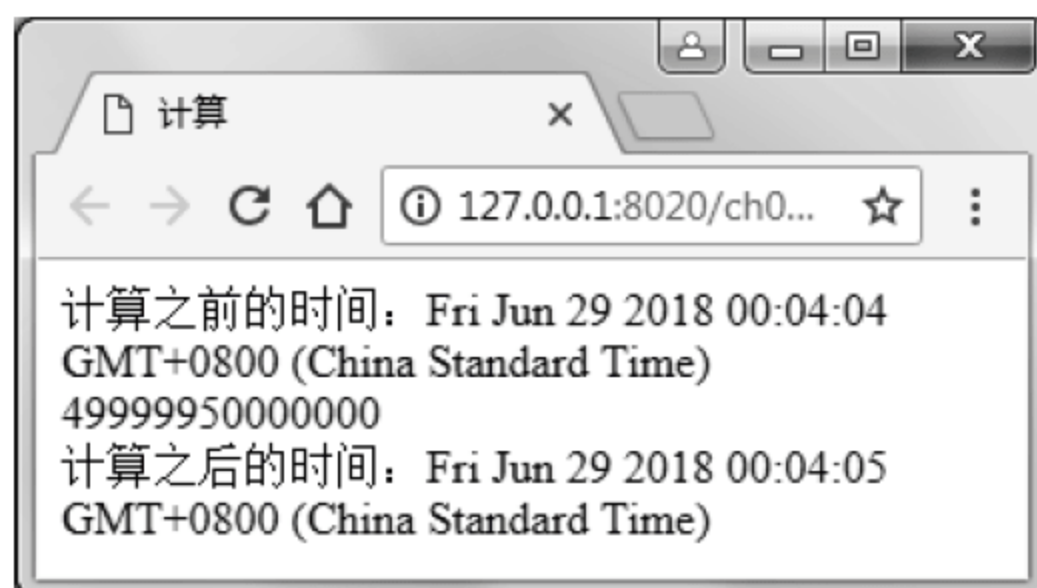 计算
127.0.0.1:8020/ch0...
计算之前的时间：Fri Jun 29 2018 00:04:04
GMT+0800 (China Standard Time)
49999950000000
计算之后的时间：Fri Jun 29 2018 00:04:05
GMT+0800 (China Standard Time)